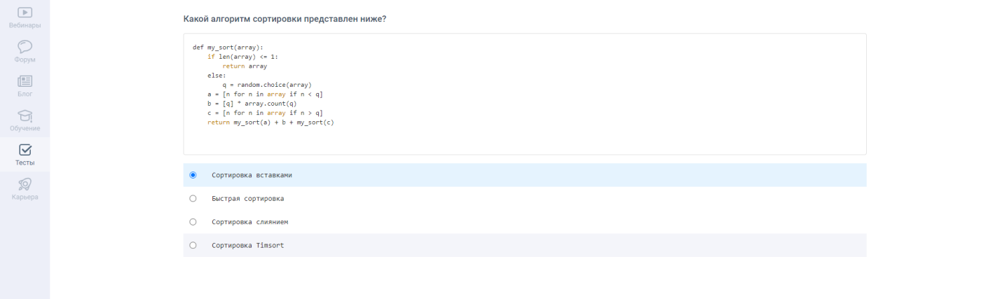 Вебинары
Форум
Блог
Обучение
Тесты
Карьера
Какой алгоритм сортировки представлен ниже?
def my_sort(array):
    if len(array) <= 1:
        return array
    else:
        q = random.choice(array)
    a = [n for n in array if n < q]
    b = [q] * array.count(q)
    c = [n for n in array if n > q]
    return my_sort(a) + b + my_sort(c)
Сортировка вставками
Быстрая сортировка
Сортировка слиянием
Сортировка Timsort